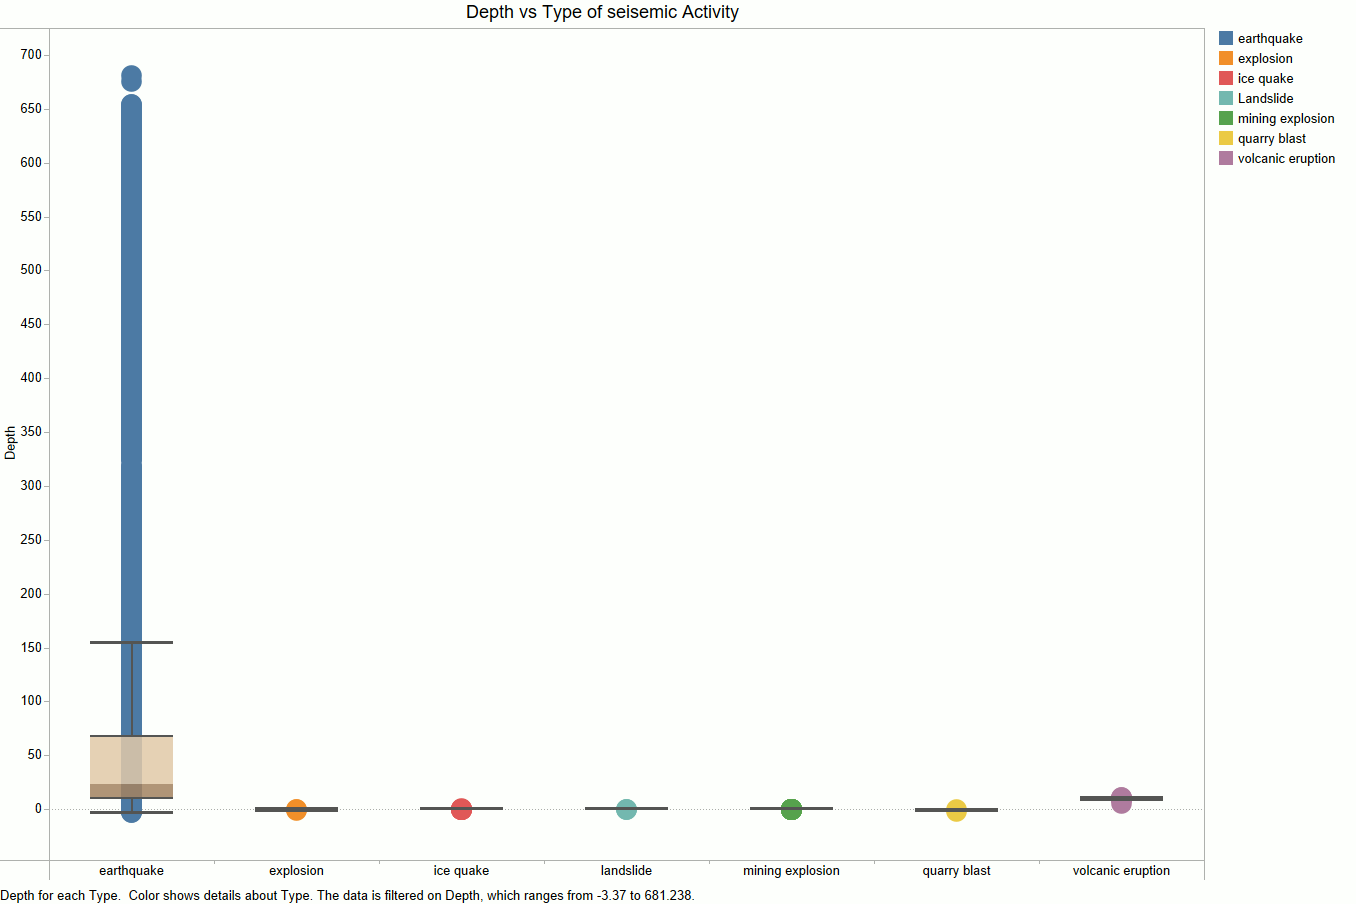 Depth vs Type of seisemic Activity
700
650
600
550
500
450
400
350
300
250
200
150
100
50
0
Depth
earthquake
explosion
ice quake
landslide
mining explosion
quarry blast
volcanic eruption
earthquake
explosion
ice quake
Landslide
mining explosion
quarry blast
volcanic eruption
Depth for each Type.  Color shows details about Type. The data is filtered on Depth, which ranges from -3.37 to 681.238.